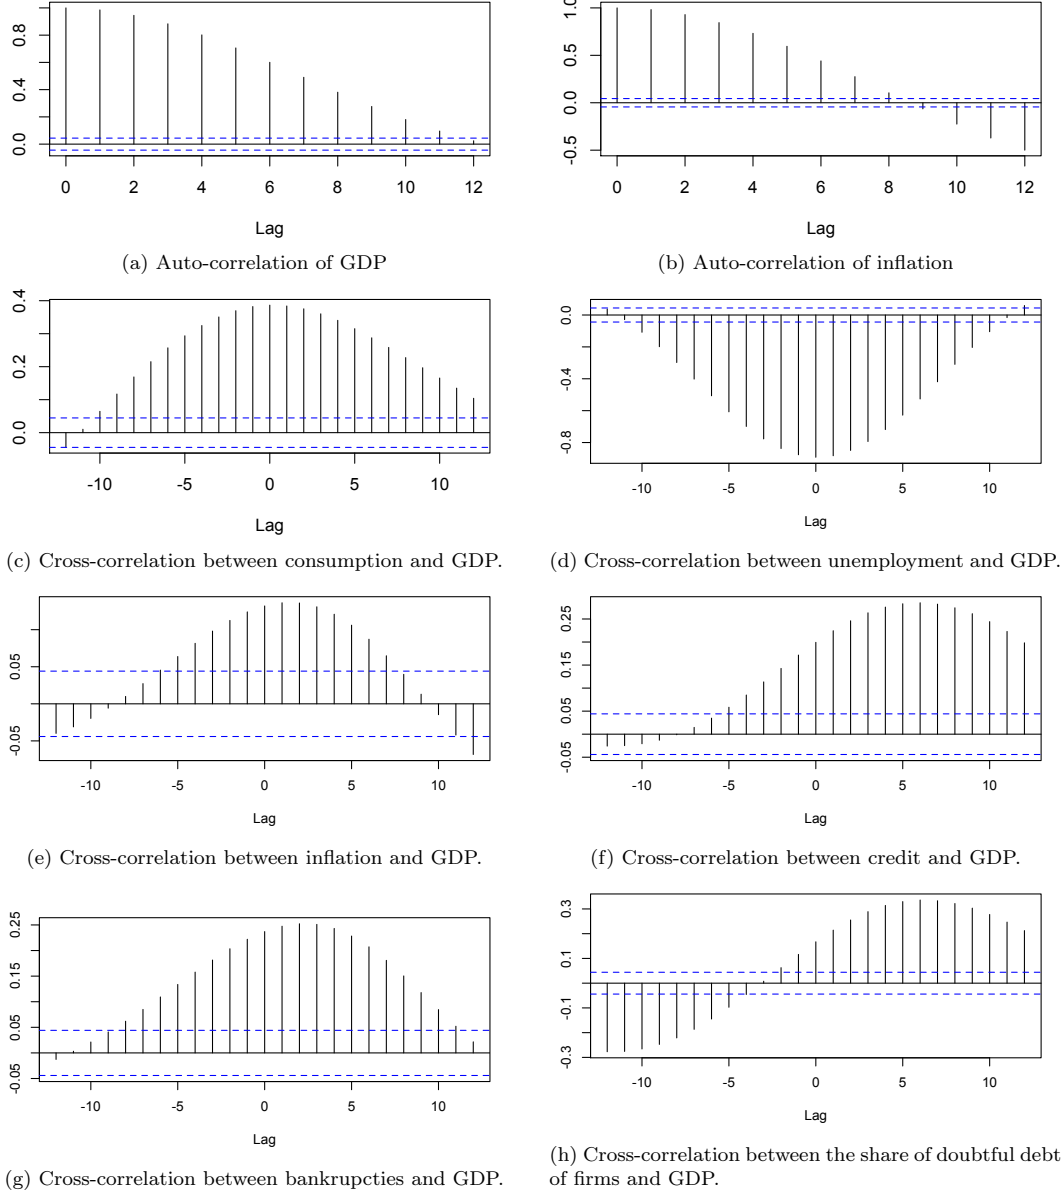 0.0 0.4 0.8
0 2 4 6 8 10 12
Lag
(a) Auto-correlation of GDP
-0.5 0.0 0.5 1.0
0 2 4 6 8 10 12
Lag
(b) Auto-correlation of inflation
0.0 0.2 0.4
-10 -5 0 5 10
Lag
(c) Cross-correlation between consumption and GDP.
-0.8 -0.4 0.0
-10 -5 0 5 10
Lag
(d) Cross-correlation between unemployment and GDP.
-0.05 0.05
-10 -5 0 5 10
Lag
(e) Cross-correlation between inflation and GDP.
-0.05 0.05 0.15 0.25
-10 -5 0 5 10
Lag
(f) Cross-correlation between credit and GDP.
-0.05 0.05 0.15 0.25
-10 -5 0 5 10
Lag
(g) Cross-correlation between bankrupcties and GDP.
-0.3 -0.1 0.1 0.3
-10 -5 0 5 10
Lag
(h) Cross-correlation between the share of doubtful debt
of firms and GDP.